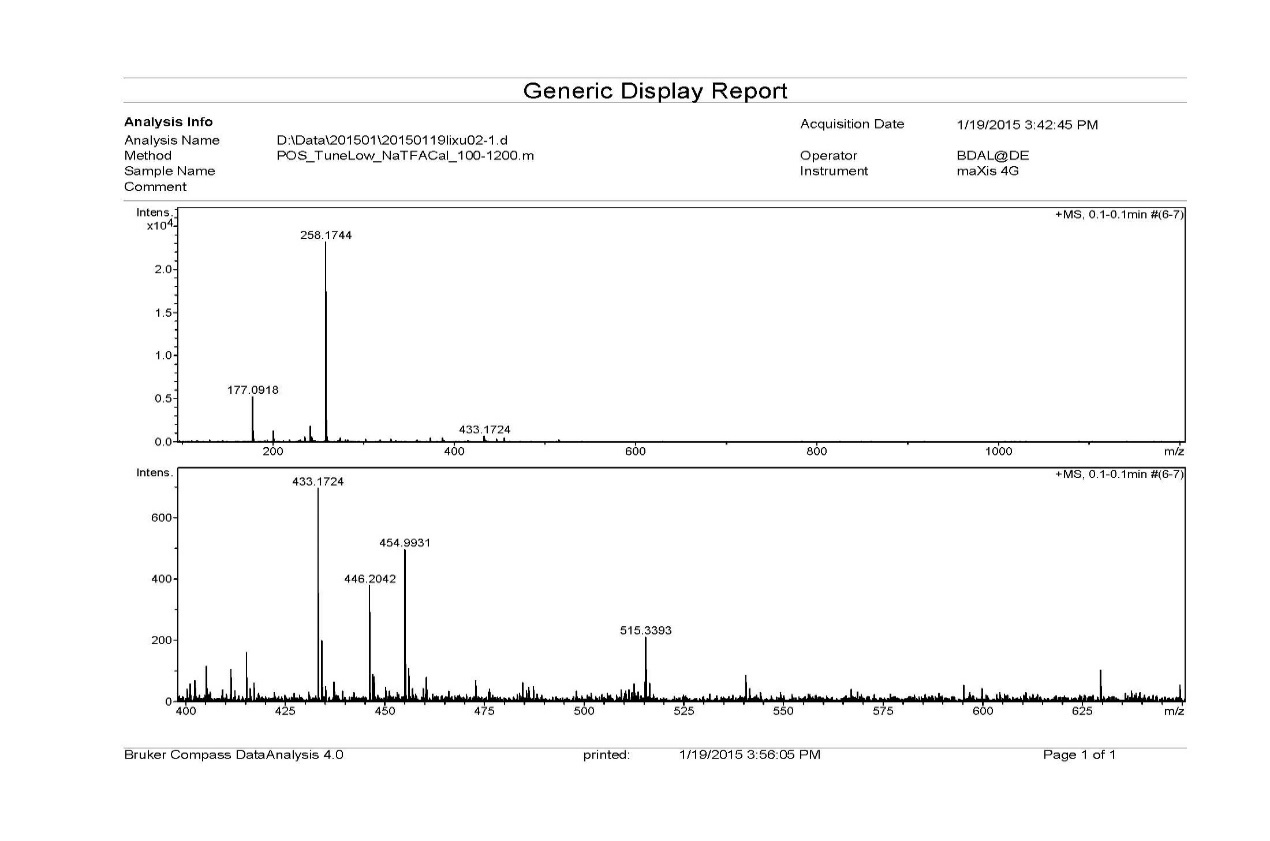 Generic Display Report
Analysis Info
Acquisition Date 1/19/2015 3:42:45 PM
Analysis Name D:\Data\201501\20150119lixu02-1.d
Method POS_TuneLow_NaTFACal_100-1200.m
Operator BDAL@DE
Sample Name
Instrument maXis 4G
Comment
Intens.
x10⁴
+MS, 0.1-0.1min #(6-7)
258.1744
2.0
1.5
1.0
177.0918
0.5
433.1724
0.0
200 400 600 800 1000 m/z
Intens.
+MS, 0.1-0.1min #(6-7)
433.1724
600
454.9931
446.2042
400
515.3393
200
0
400 425 450 475 500 525 550 575 600 625 m/z
Bruker Compass DataAnalysis 4.0 printed: 1/19/2015 3:56:05 PM Page 1 of 1